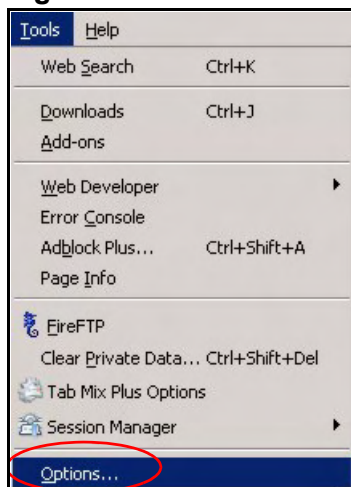 Tools Help
Web Search Ctrl+K
Downloads Ctrl+J
Add-ons
Web Developer
Error Console
Adblock Plus... Ctrl+Shift+A
Page Info
FireFTP
Clear Private Data... Ctrl+Shift+Del
Tab Mix Plus Options
Session Manager
Options...